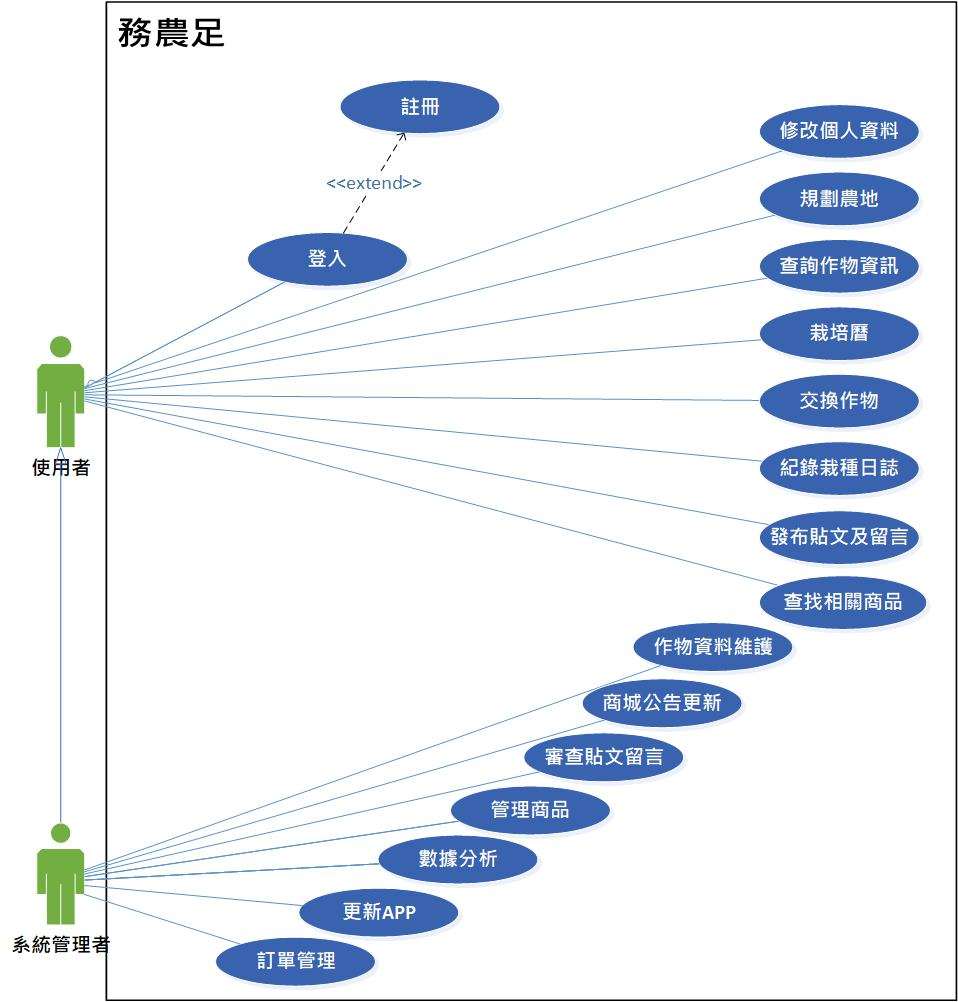 務農足
註冊
<<extend>>
登入
修改個人資料
規劃農地
查詢作物資訊
栽培曆
交換作物
紀錄栽種日誌
發布貼文及留言
查找相關商品
使用者
作物資料維護
商城公告更新
審查貼文留言
管理商品
數據分析
更新APP
訂單管理
系統管理者